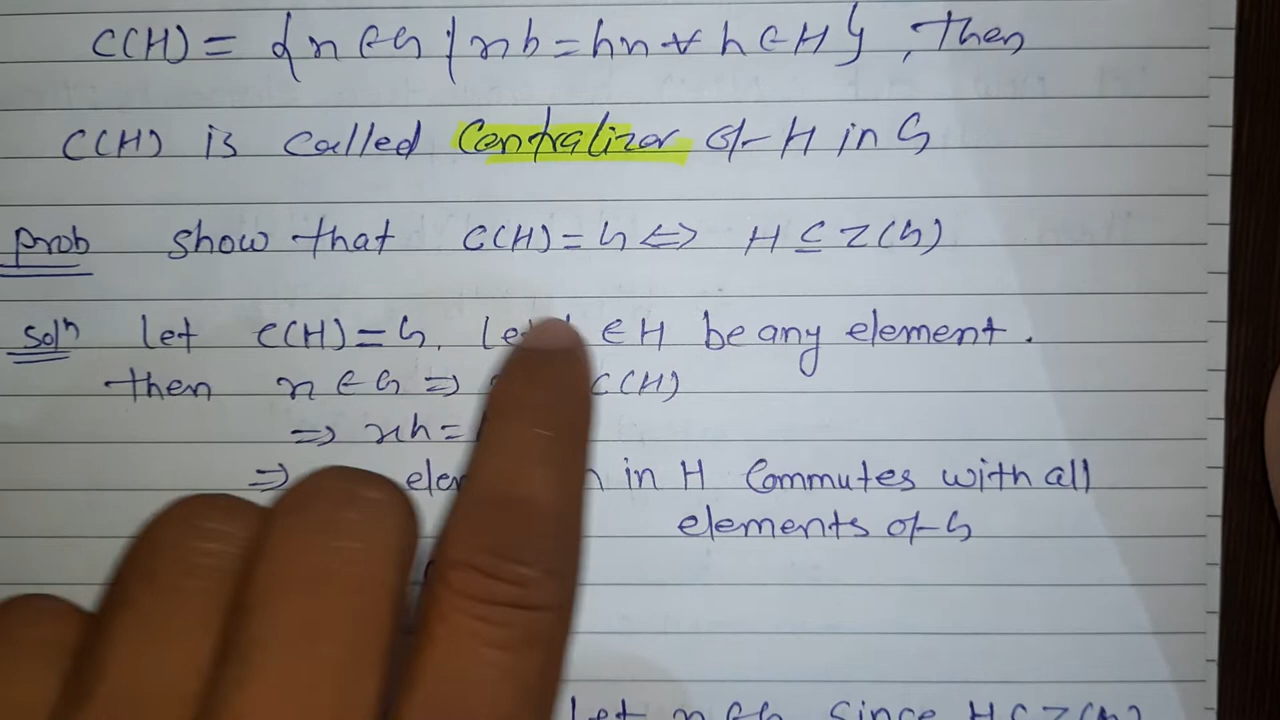 C(H) = {x ∈ G | xh = hx ∀ h ∈ H}, Then
C(H) is Called Centralizer of H in G
Prob Show that C(H) = G ⇔ H ⊆ Z(G)
Solⁿ Let C(H) = G. Let ∈ H be any element.
then x ∈ G ⇒ C(H)
⇒ xh =
⇒ in H Commutes with all
elements of G
Let x ∈ G, Since H ⊆ Z(G)